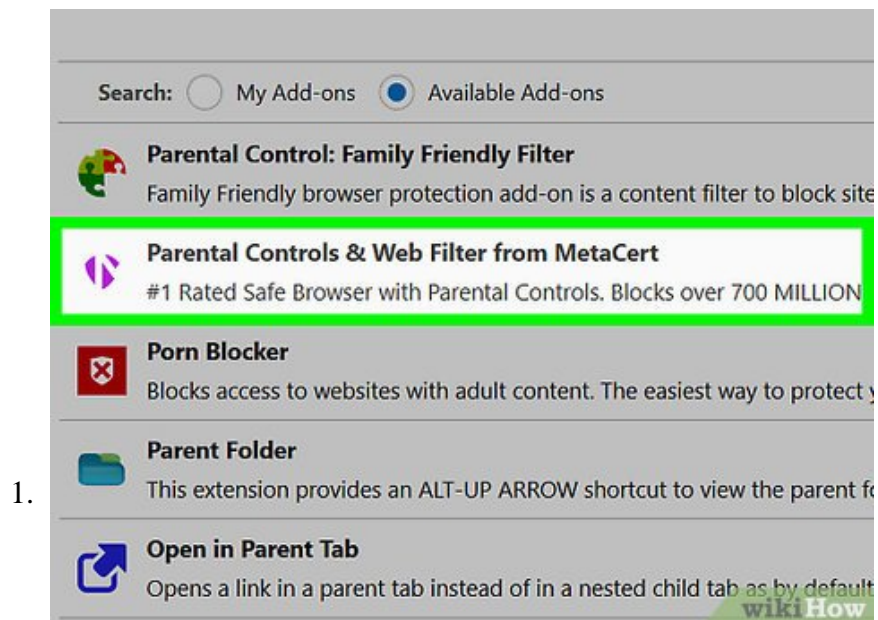 Search: My Add-ons Available Add-ons
Parental Control: Family Friendly Filter
Family Friendly browser protection add-on is a content filter to block site
Parental Controls & Web Filter from MetaCert
#1 Rated Safe Browser with Parental Controls. Blocks over 700 MILLION
Porn Blocker
Blocks access to websites with adult content. The easiest way to protect y
Parent Folder
1.
This extension provides an ALT-UP ARROW shortcut to view the parent fo
Open in Parent Tab
Opens a link in a parent tab instead of in a nested child tab as by default
wikiHow